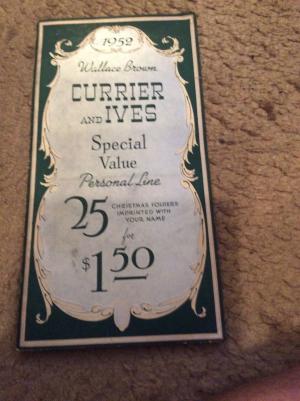 1952
Wallace Brown
CURRIER
AND IVES
Special
Value
Personal Line
25 CHRISTMAS FOLDERS
IMPRINTED WITH
YOUR NAME
for
$1.50